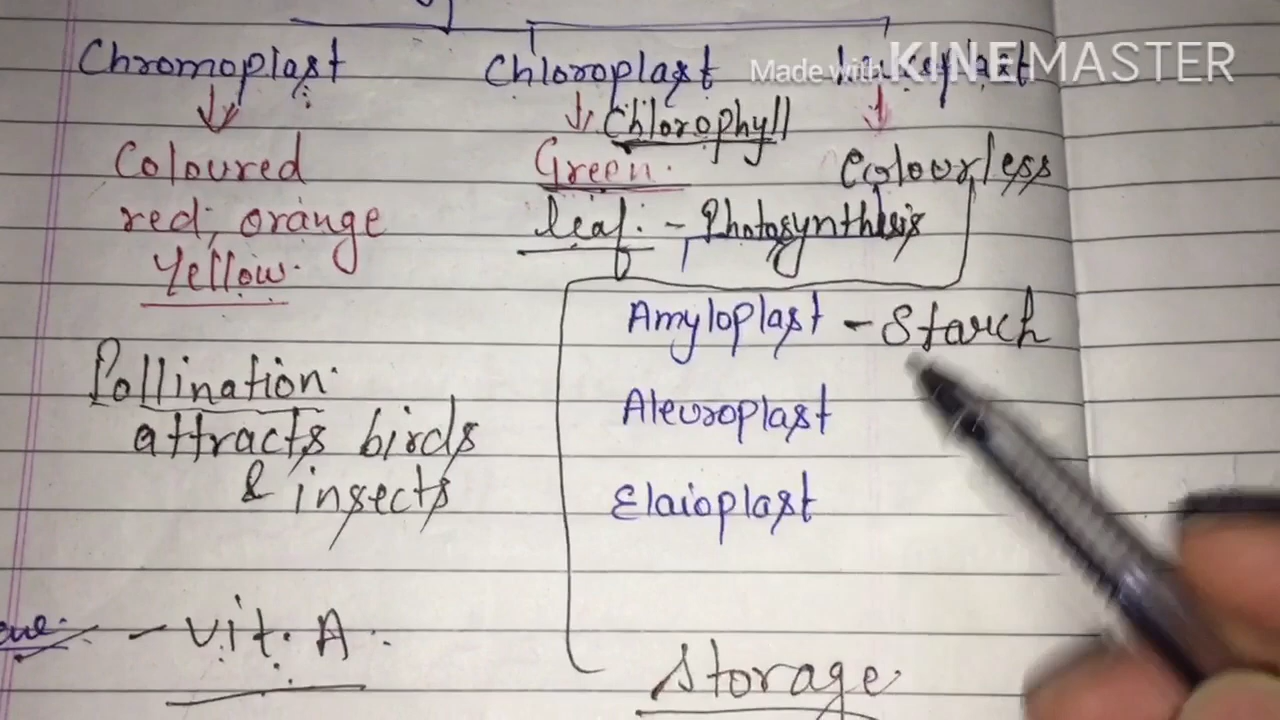 Chromoplast Chloroplast Leucoplast
Made with KINEMASTER
Chlorophyll
Coloured Green. Colourless
red, orange leaf. - Photosynthesis
Yellow.
Amyloplast - Starch
Pollination.
attracts birds Aleuroplast
& insects Elaioplast
- Vit. A.
Storage.